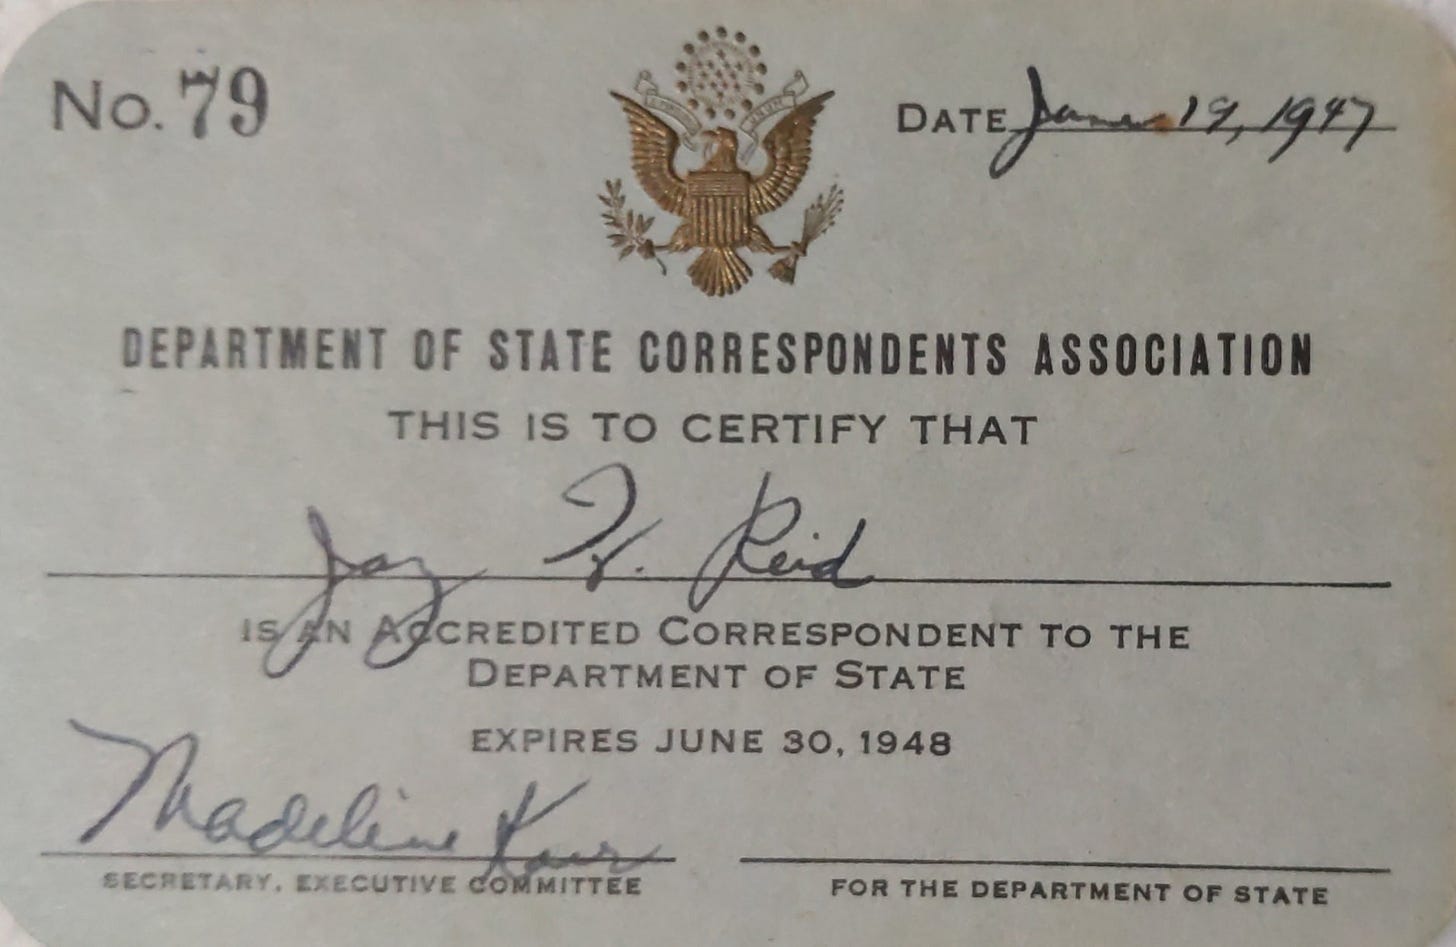 No. 79
DATE 19, 1947
DEPARTMENT OF STATE CORRESPONDENTS ASSOCIATION
THIS IS TO CERTIFY THAT
Jay Reid
IS AN ACCREDITED CORRESPONDENT TO THE
DEPARTMENT OF STATE
EXPIRES JUNE 30, 1948
Madeline
SECRETARY, EXECUTIVE COMMITTEE
FOR THE DEPARTMENT OF STATE